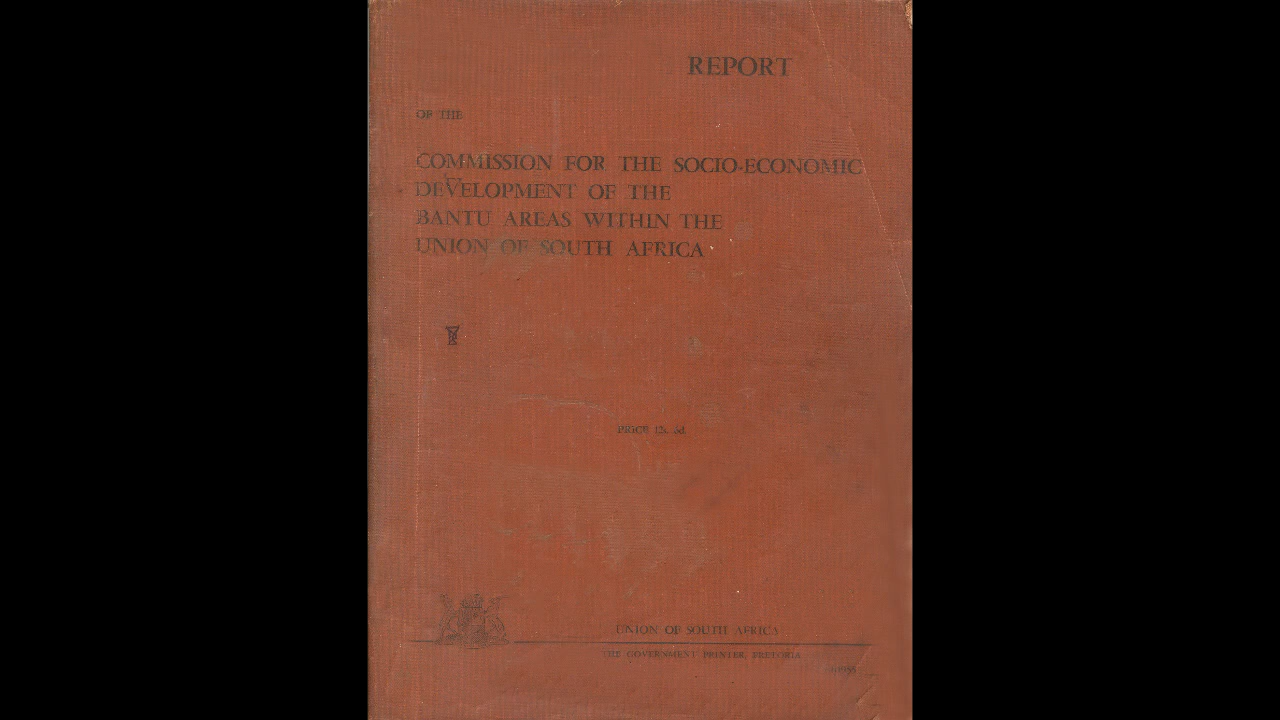 REPORT
OF THE
COMMISSION FOR THE SOCIO-ECONOMIC
DEVELOPMENT OF THE
BANTU AREAS WITHIN THE
UNION OF SOUTH AFRICA
PRICE
UNION OF SOUTH AFRICA
THE GOVERNMENT PRINTER, PRETORIA